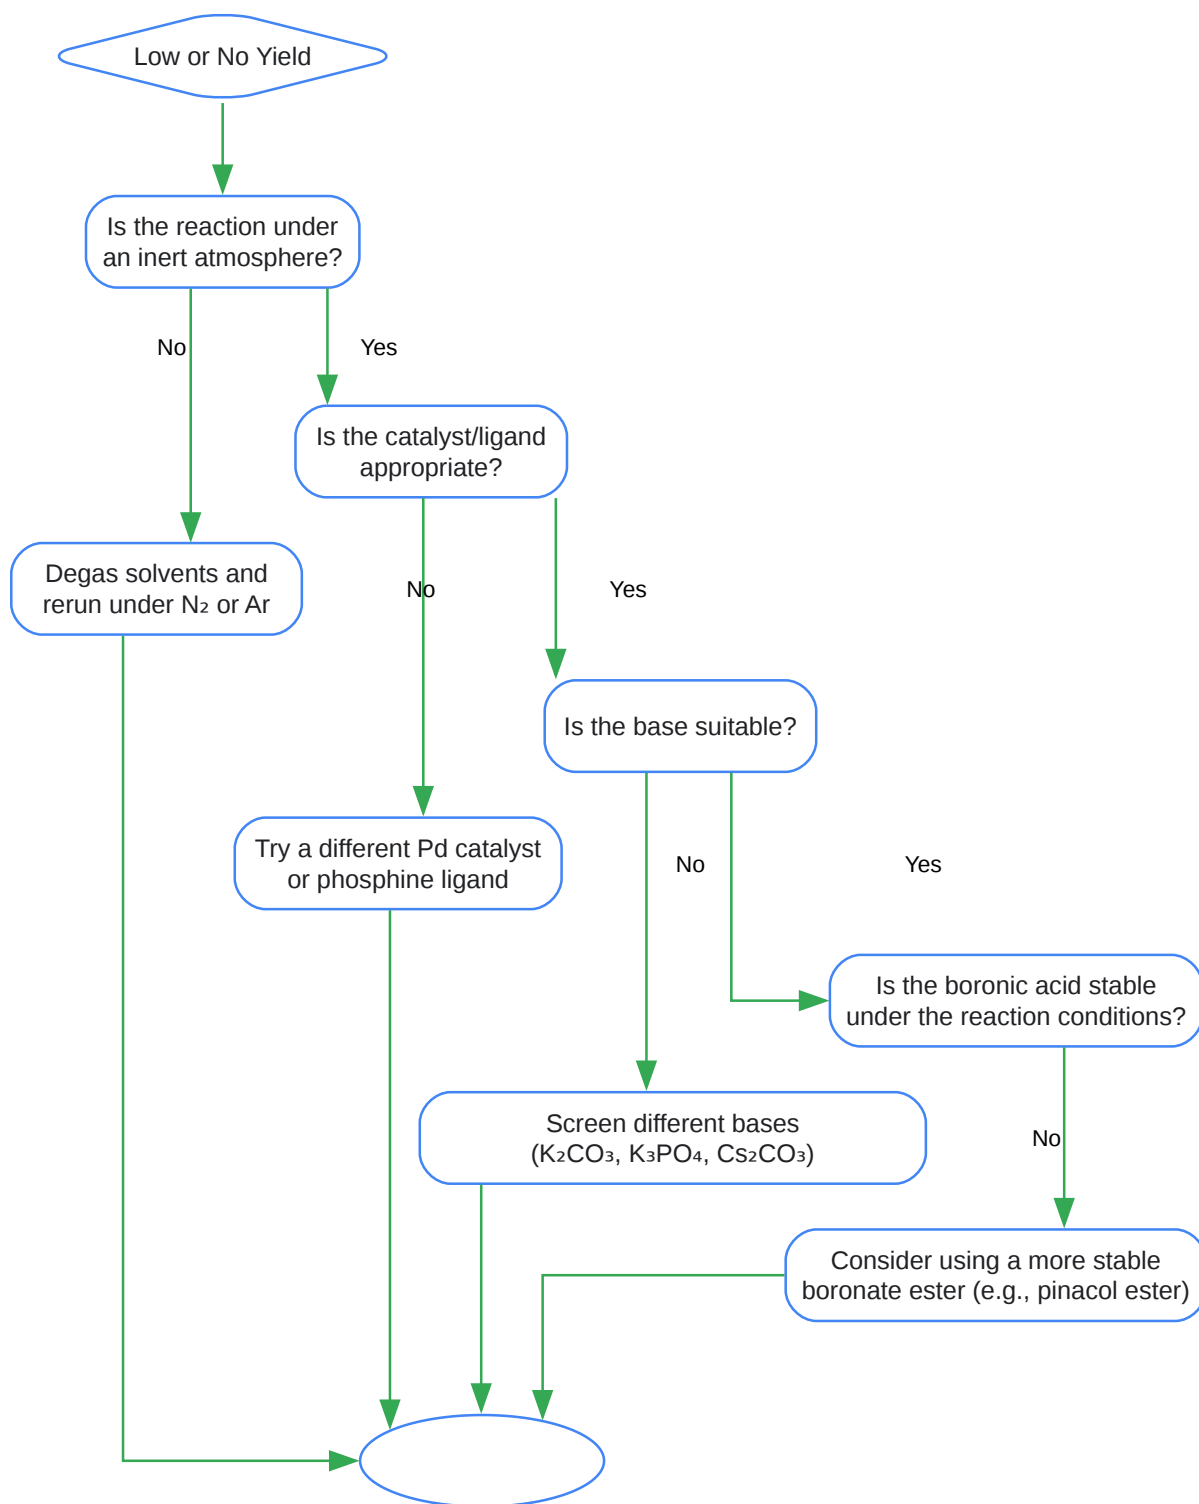 Low or No Yield
Is the reaction under
an inert atmosphere?
No
Yes
Is the catalyst/ligand
appropriate?
Degas solvents and
rerun under N₂ or Ar
No
Yes
Is the base suitable?
Try a different Pd catalyst
or phosphine ligand
No
Yes
Is the boronic acid stable
under the reaction conditions?
Screen different bases
(K₂CO₃, K₃PO₄, Cs₂CO₃)
No
Consider using a more stable
boronate ester (e.g., pinacol ester)